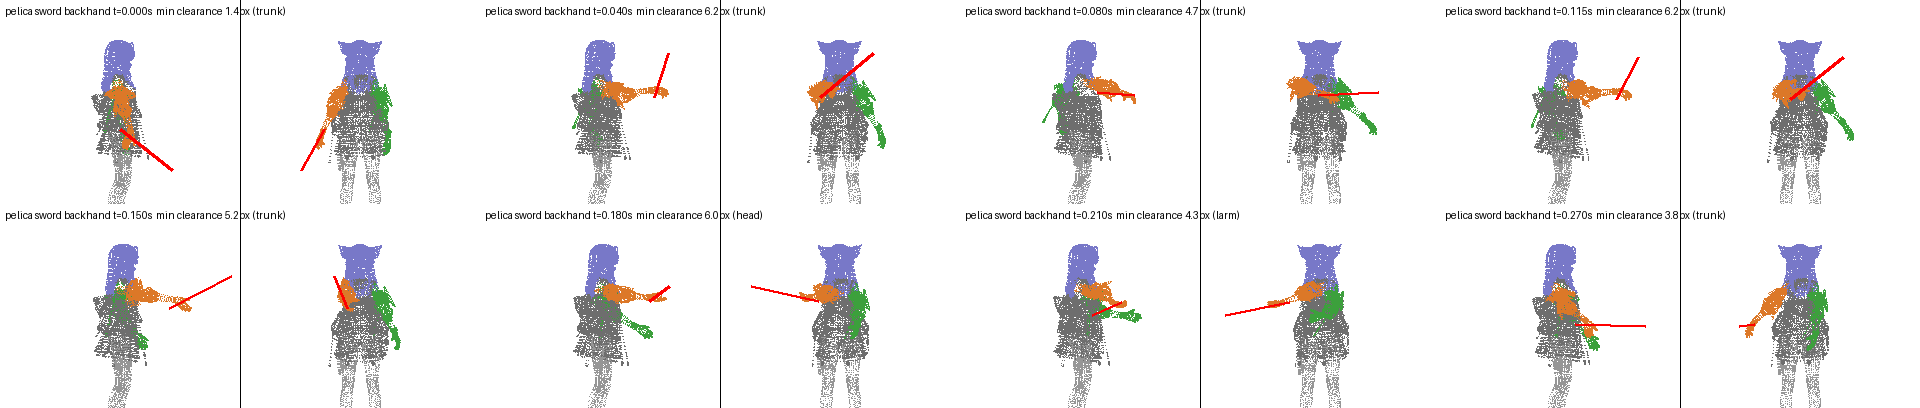 pelica sword backhand t=0.000s min clearance 1.4px (trunk)
pelica sword backhand t=0.040s min clearance 6.2px (trunk)
pelica sword backhand t=0.080s min clearance 4.7px (trunk)
pelica sword backhand t=0.115s min clearance 6.2px (trunk)
pelica sword backhand t=0.150s min clearance 5.2px (trunk)
pelica sword backhand t=0.180s min clearance 6.0px (head)
pelica sword backhand t=0.210s min clearance 4.3px (larm)
pelica sword backhand t=0.270s min clearance 3.8px (trunk)